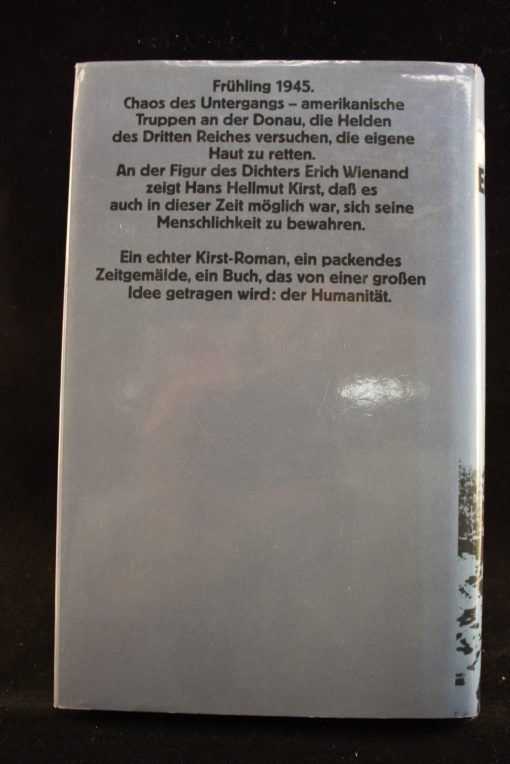 Frühling 1945.
Chaos des Untergangs – amerikanische
Truppen an der Donau, die Helden
des Dritten Reiches versuchen, die eigene
Haut zu retten.
An der Figur des Dichters Erich Wienand
zeigt Hans Hellmut Kirst, daß es
auch in dieser Zeit möglich war, sich seine
Menschlichkeit zu bewahren.
Ein echter Kirst-Roman, ein packendes
Zeitgemälde, ein Buch, das von einer großen
Idee getragen wird: der Humanität.